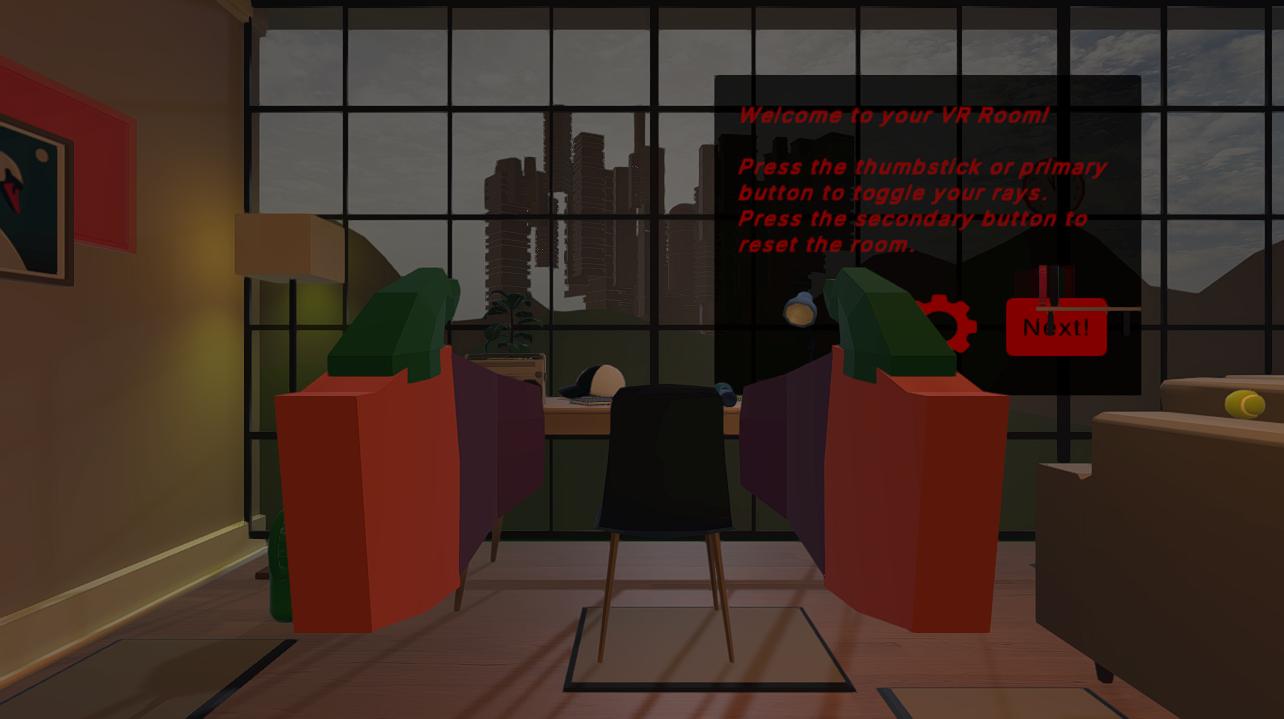 Welcome to your VR Room!
Press the thumbstick or primary
button to toggle your rays.
Press the secondary button to
reset the room.
Next!